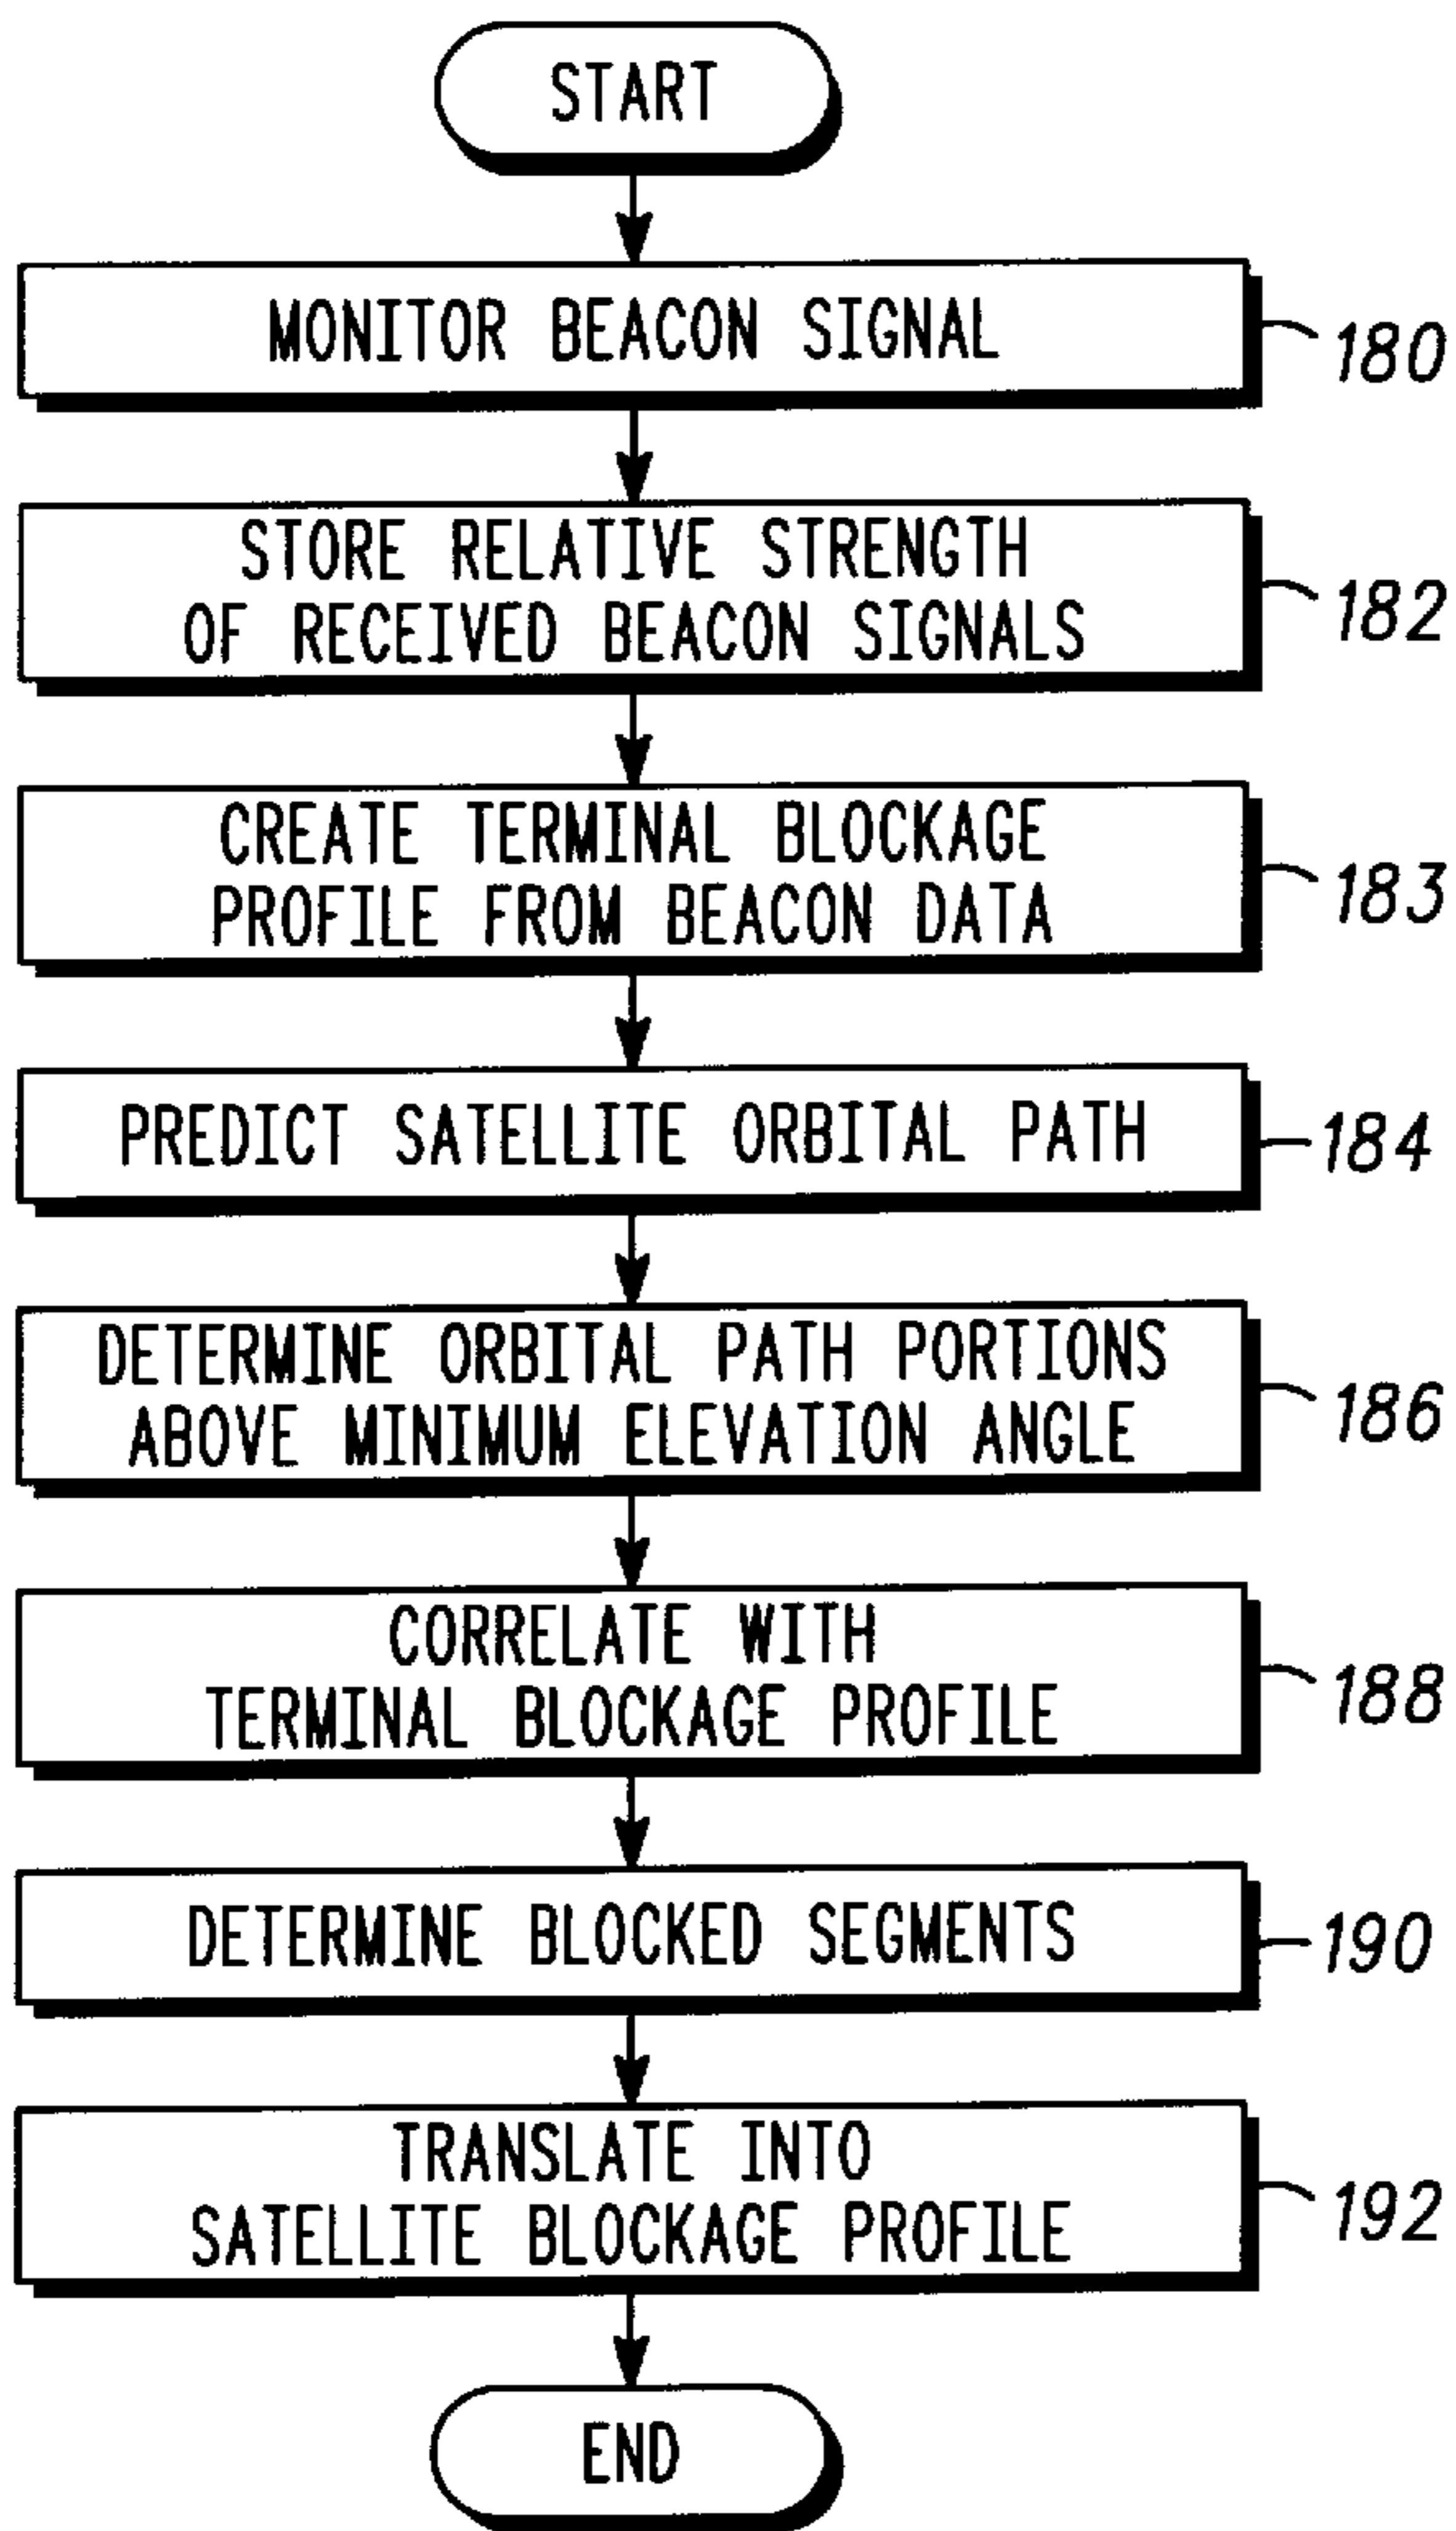 START
MONITOR BEACON SIGNAL
180
STORE RELATIVE STRENGTH
OF RECEIVED BEACON SIGNALS
182
CREATE TERMINAL BLOCKAGE
PROFILE FROM BEACON DATA
183
PREDICT SATELLITE ORBITAL PATH
184
DETERMINE ORBITAL PATH PORTIONS
ABOVE MINIMUM ELEVATION ANGLE
186
CORRELATE WITH
TERMINAL BLOCKAGE PROFILE
188
DETERMINE BLOCKED SEGMENTS
190
TRANSLATE INTO
SATELLITE BLOCKAGE PROFILE
192
END